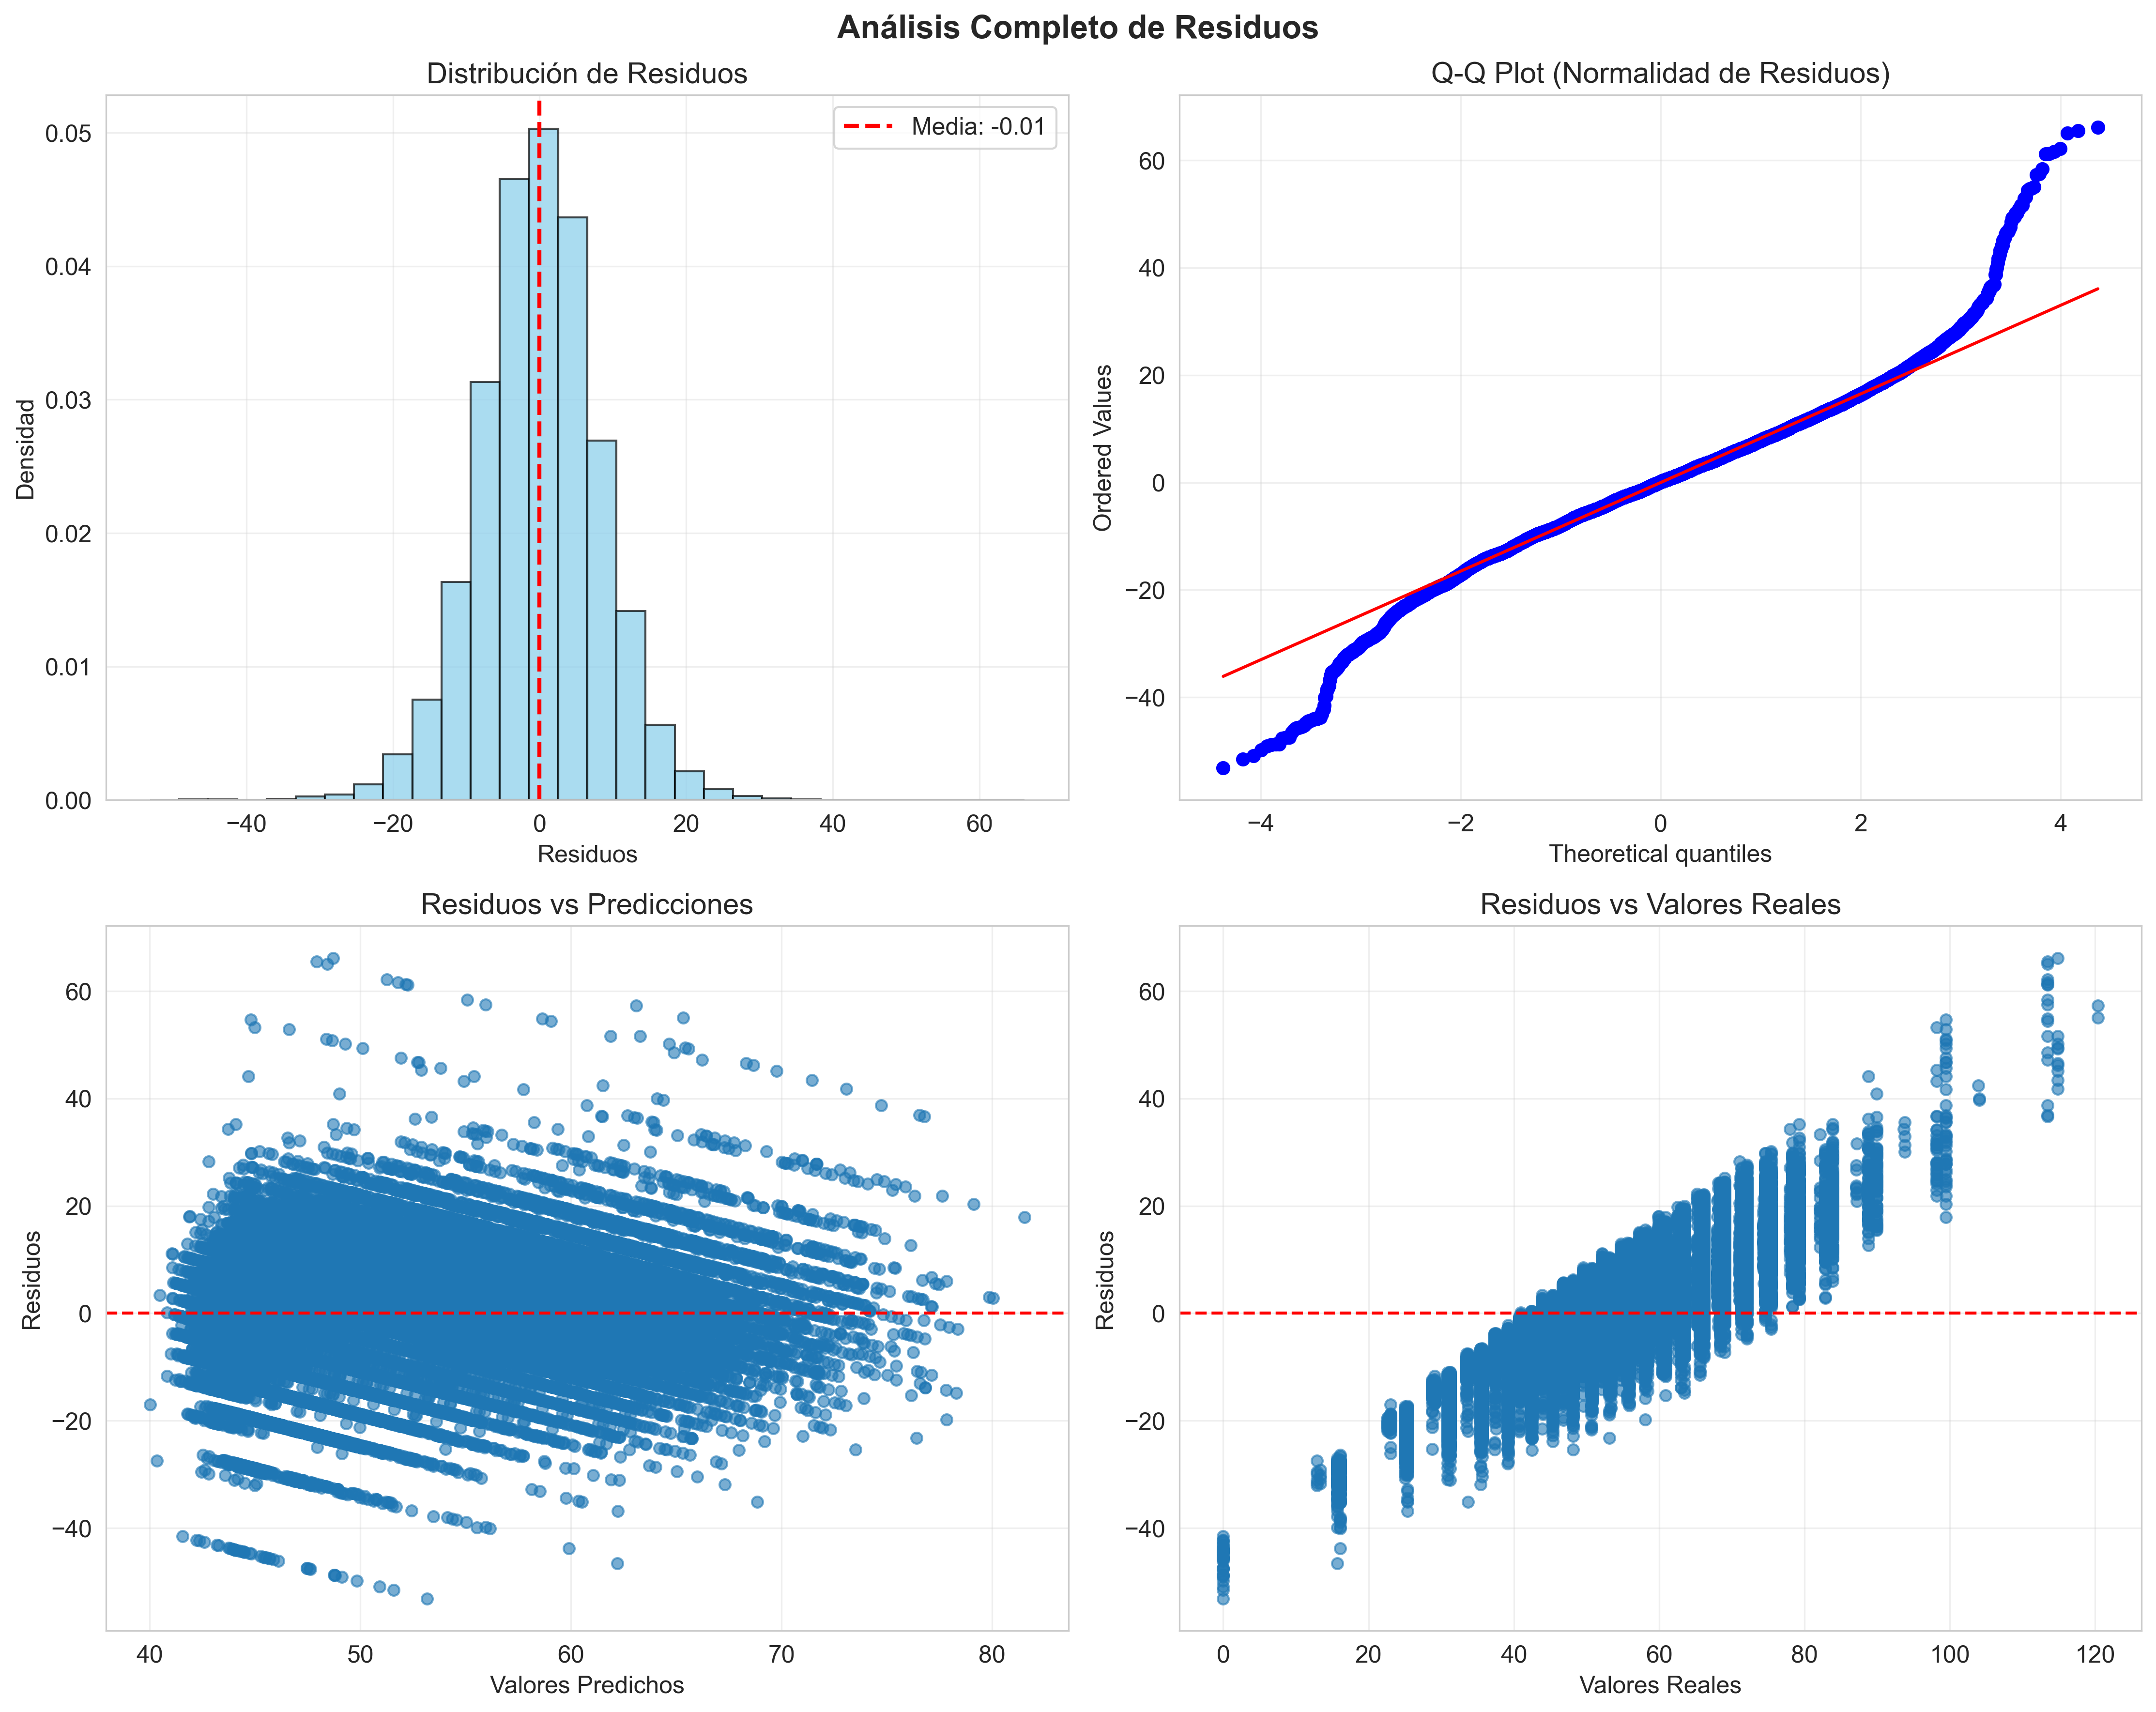 Análisis Completo de Residuos
Distribución de Residuos
Media: -0.01
0.05
0.04
0.03
0.02
0.01
0.00
Densidad
−40 −20 0 20 40 60
Residuos
Q-Q Plot (Normalidad de Residuos)
60
40
20
0
−20
−40
Ordered Values
−4 −2 0 2 4
Theoretical quantiles
Residuos vs Predicciones
60
40
20
0
−20
−40
Residuos
40 50 60 70 80
Valores Predichos
Residuos vs Valores Reales
60
40
20
0
−20
−40
Residuos
0 20 40 60 80 100 120
Valores Reales